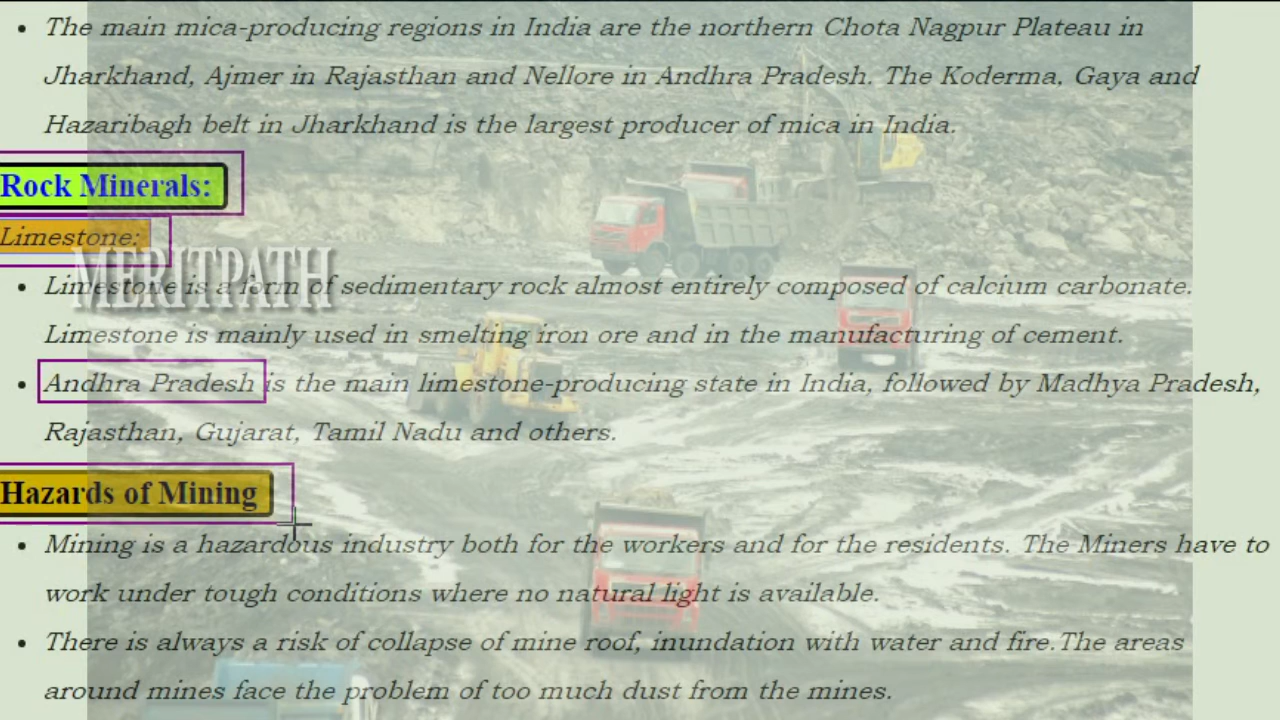 • The main mica-producing regions in India are the northern Chota Nagpur Plateau in
Jharkhand, Ajmer in Rajasthan and Nellore in Andhra Pradesh. The Koderma, Gaya and
Hazaribagh belt in Jharkhand is the largest producer of mica in India.
Rock Minerals:
Limestone:
MERITPATH
• Limestone is a form of sedimentary rock almost entirely composed of calcium carbonate.
Limestone is mainly used in smelting iron ore and in the manufacturing of cement.
• Andhra Pradesh is the main limestone-producing state in India, followed by Madhya Pradesh,
Rajasthan, Gujarat, Tamil Nadu and others.
Hazards of Mining
• Mining is a hazardous industry both for the workers and for the residents. The Miners have to
work under tough conditions where no natural light is available.
• There is always a risk of collapse of mine roof, inundation with water and fire.The areas
around mines face the problem of too much dust from the mines.